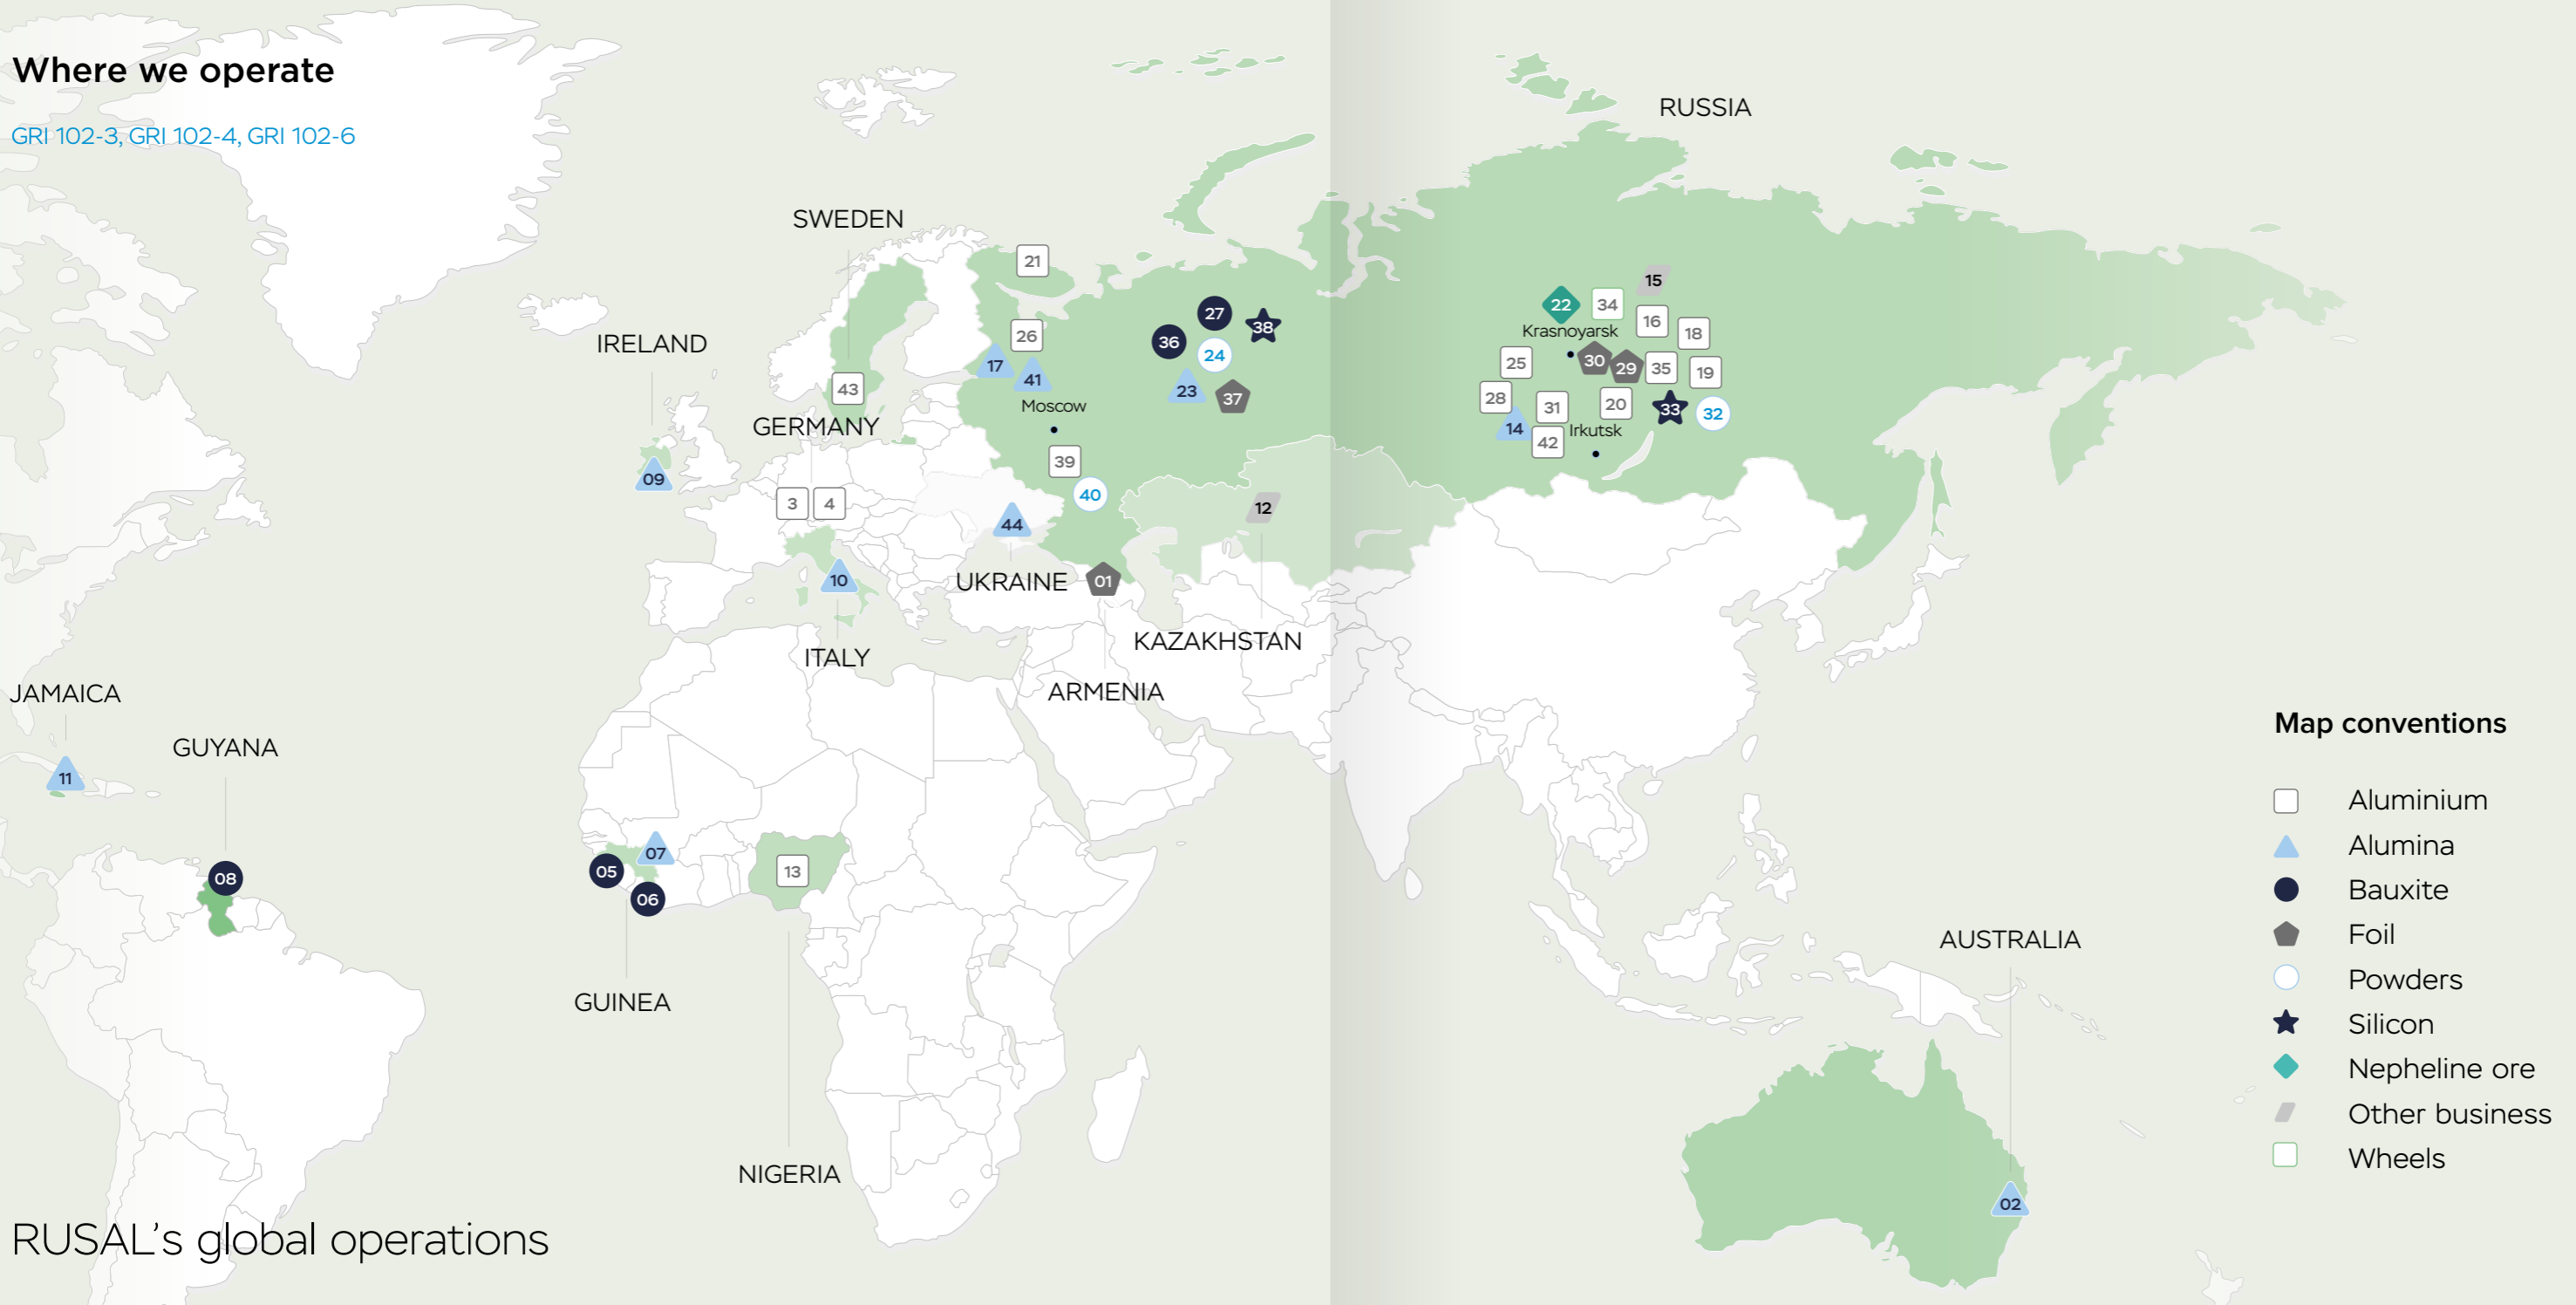 Where we operate
GRI 102-3, GRI 102-4, GRI 102-6
RUSSIA
SWEDEN
21
15
22
34
27
16
38
Krasnoyarsk
18
26
36
IRELAND
24
30
29
35
19
25
17
41
23
37
43
28
31
20
33
32
Moscow
GERMANY
14
42
Irkutsk
39
09
40
3
4
12
44
10
UKRAINE
01
KAZAKHSTAN
ITALY
ARMENIA
JAMAICA
GUYANA
11
07
05
08
13
06
AUSTRALIA
GUINEA
NIGERIA
02
Map conventions
Aluminium
Alumina
Bauxite
Foil
Powders
Silicon
Nepheline ore
Other business
Wheels
RUSAL’s global operations